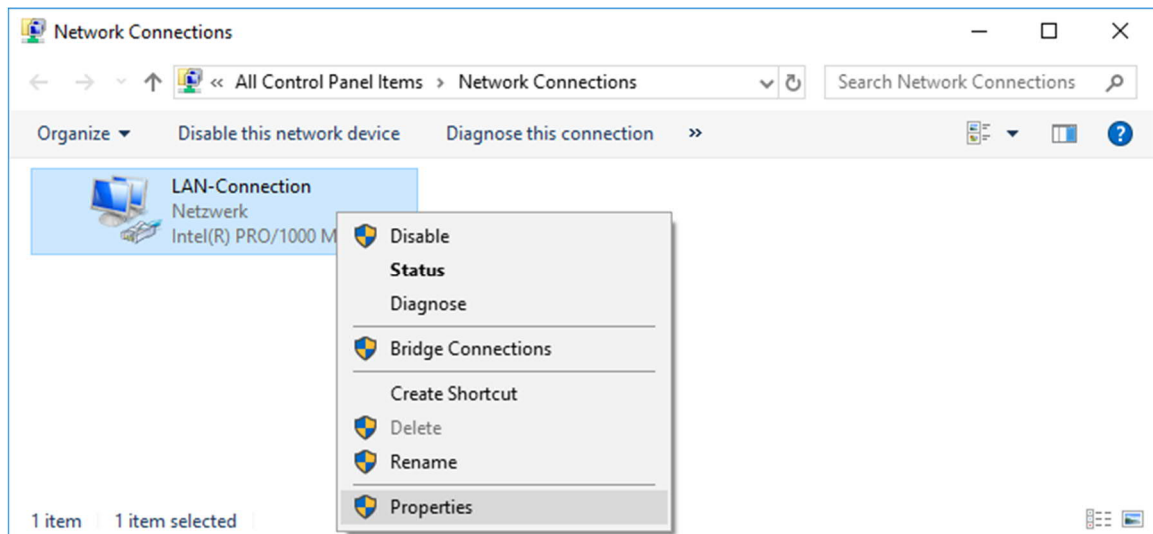 Network Connections
« All Control Panel Items › Network Connections
Search Network Connections
Organize
Disable this network device
Diagnose this connection
»
LAN-Connection
Netzwerk
Intel(R) PRO/1000 M
Disable
Status
Diagnose
Bridge Connections
Create Shortcut
Delete
Rename
Properties
1 item
1 item selected